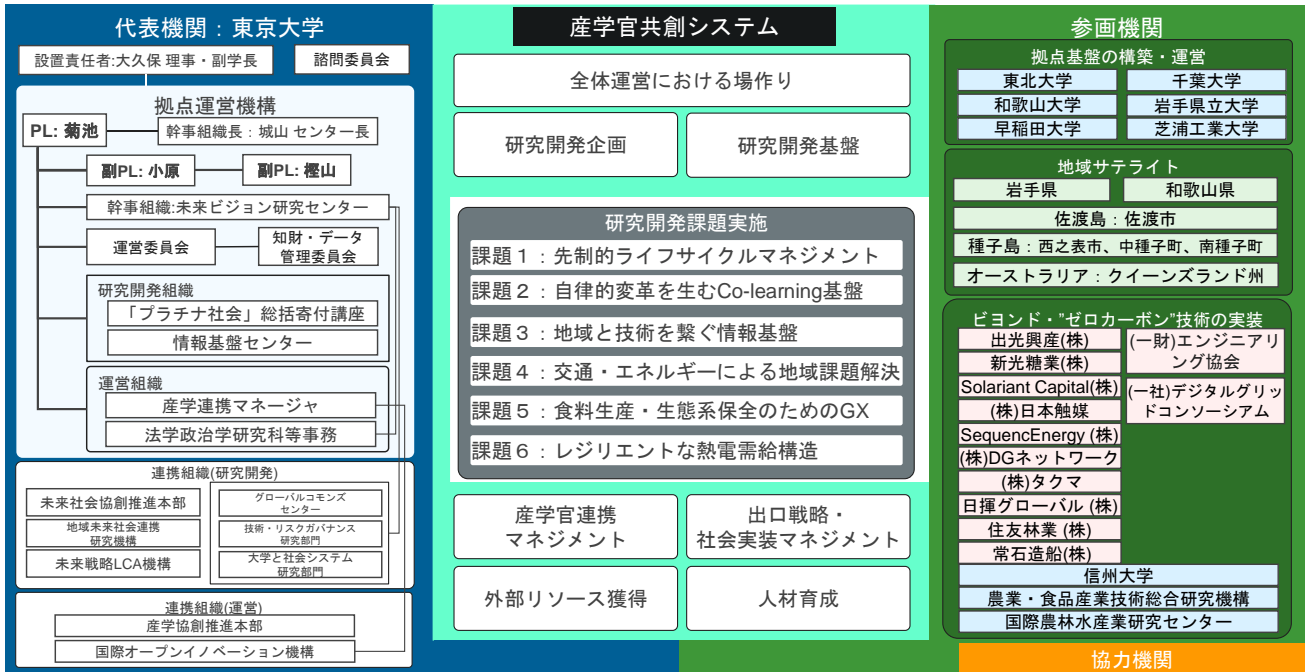 代表機関：東京大学
設置責任者:大久保 理事・副学長
諮問委員会
拠点運営機構
PL: 菊池
幹事組織長：城山 センター長
副PL: 小原
副PL: 樫山
幹事組織:未来ビジョン研究センター
運営委員会
知財・データ
管理委員会
研究開発組織
「プラチナ社会」総括寄付講座
情報基盤センター
運営組織
産学連携マネージャ
法学政治学研究科等事務
連携組織(研究開発)
未来社会協創推進本部
地域未来社会連携
研究機構
未来戦略LCA機構
グローバルコモンズ
センター
技術・リスクガバナンス
研究部門
大学と社会システム
研究部門
連携組織(運営)
産学協創推進本部
国際オープンイノベーション機構
産学官共創システム
全体運営における場作り
研究開発企画
研究開発基盤
研究開発課題実施
課題１：先制的ライフサイクルマネジメント
課題２：自律的変革を生むCo-learning基盤
課題３：地域と技術を繋ぐ情報基盤
課題４：交通・エネルギーによる地域課題解決
課題５：食料生産・生態系保全のためのGX
課題６：レジリエントな熱電需給構造
産学官連携
マネジメント
出口戦略・
社会実装マネジメント
外部リソース獲得
人材育成
参画機関
拠点基盤の構築・運営
東北大学
千葉大学
和歌山大学
岩手県立大学
早稲田大学
芝浦工業大学
地域サテライト
岩手県
和歌山県
佐渡島：佐渡市
種子島：西之表市、中種子町、南種子町
オーストラリア：クイーンズランド州
ビヨンド・”ゼロカーボン”技術の実装
出光興産(株)
新光糖業(株)
Solariant Capital(株)
(株)日本触媒
SequencEnergy (株)
(株)DGネットワーク
(株)タクマ
日揮グローバル (株)
住友林業 (株)
常石造船(株)
(一財)エンジニアリ
ング協会
(一社)デジタルグリッ
ドコンソーシアム
信州大学
農業・食品産業技術総合研究機構
国際農林水産業研究センター
協力機関